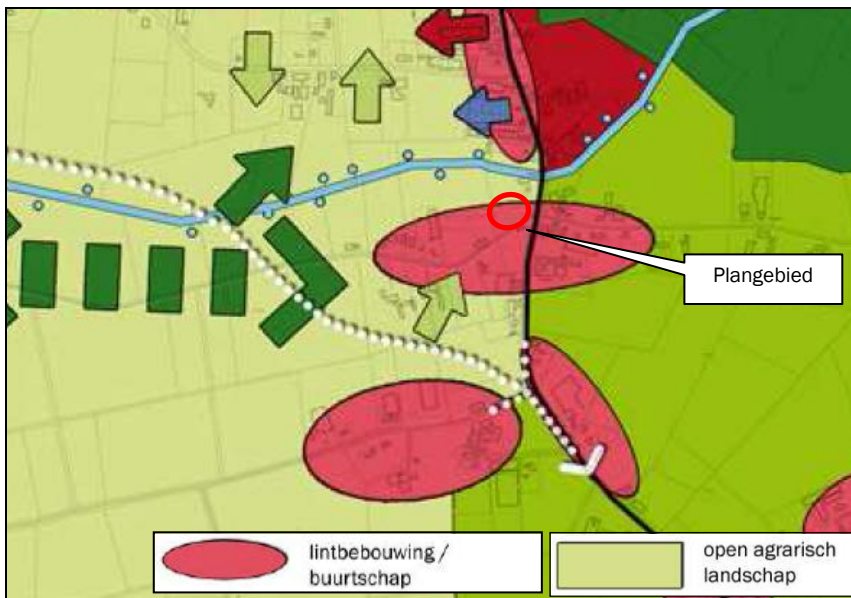 Plangebied
lintbebouwing /
buurtschap
open agrarisch
landschap